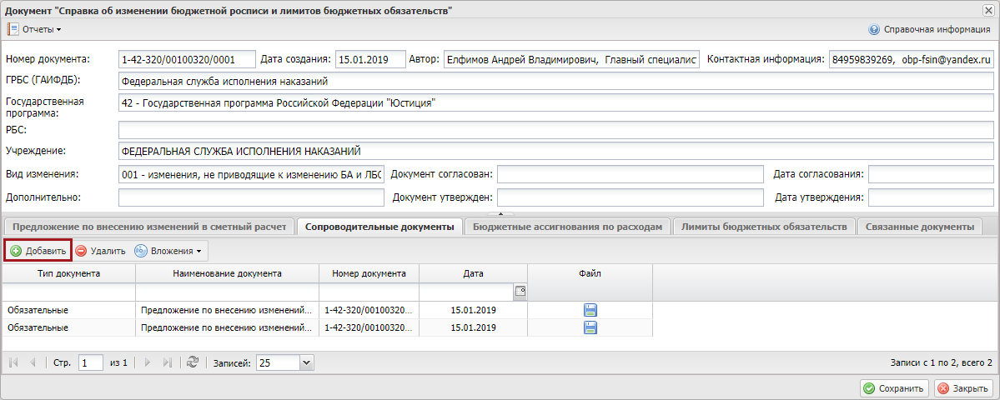 Документ "Справка об изменении бюджетной росписи и лимитов бюджетных обязательств"
Отчеты
Справочная информация
Номер документа: 1-42-320/00100320/0001 Дата создания: 15.01.2019 Автор: Елфимов Андрей Владимирович, Главный специалис Контактная информация: 84959839269, obp-fsin@yandex.ru
ГРБС (ГАИФДБ): Федеральная служба исполнения наказаний
Государственная программа: 42 - Государственная программа Российской Федерации "Юстиция"
РБС:
Учреждение: ФЕДЕРАЛЬНАЯ СЛУЖБА ИСПОЛНЕНИЯ НАКАЗАНИЙ
Вид изменения: 001 - изменения, не приводящие к изменению БА и ЛБО Документ согласован: Дата согласования:
Дополнительно: Документ утвержден: Дата утверждения:
Предложение по внесению изменений в сметный расчет Сопроводительные документы Бюджетные ассигнования по расходам Лимиты бюджетных обязательств Связанные документы
Добавить Удалить Вложения
Тип документа Наименование документа Номер документа Дата Файл
Обязательные Предложение по внесению изменений... 1-42-320/00100320... 15.01.2019
Обязательные Предложение по внесению изменений... 1-42-320/00100320... 15.01.2019
Стр. 1 из 1 Записей: 25 Записи с 1 по 2, всего 2
Сохранить Закрыть